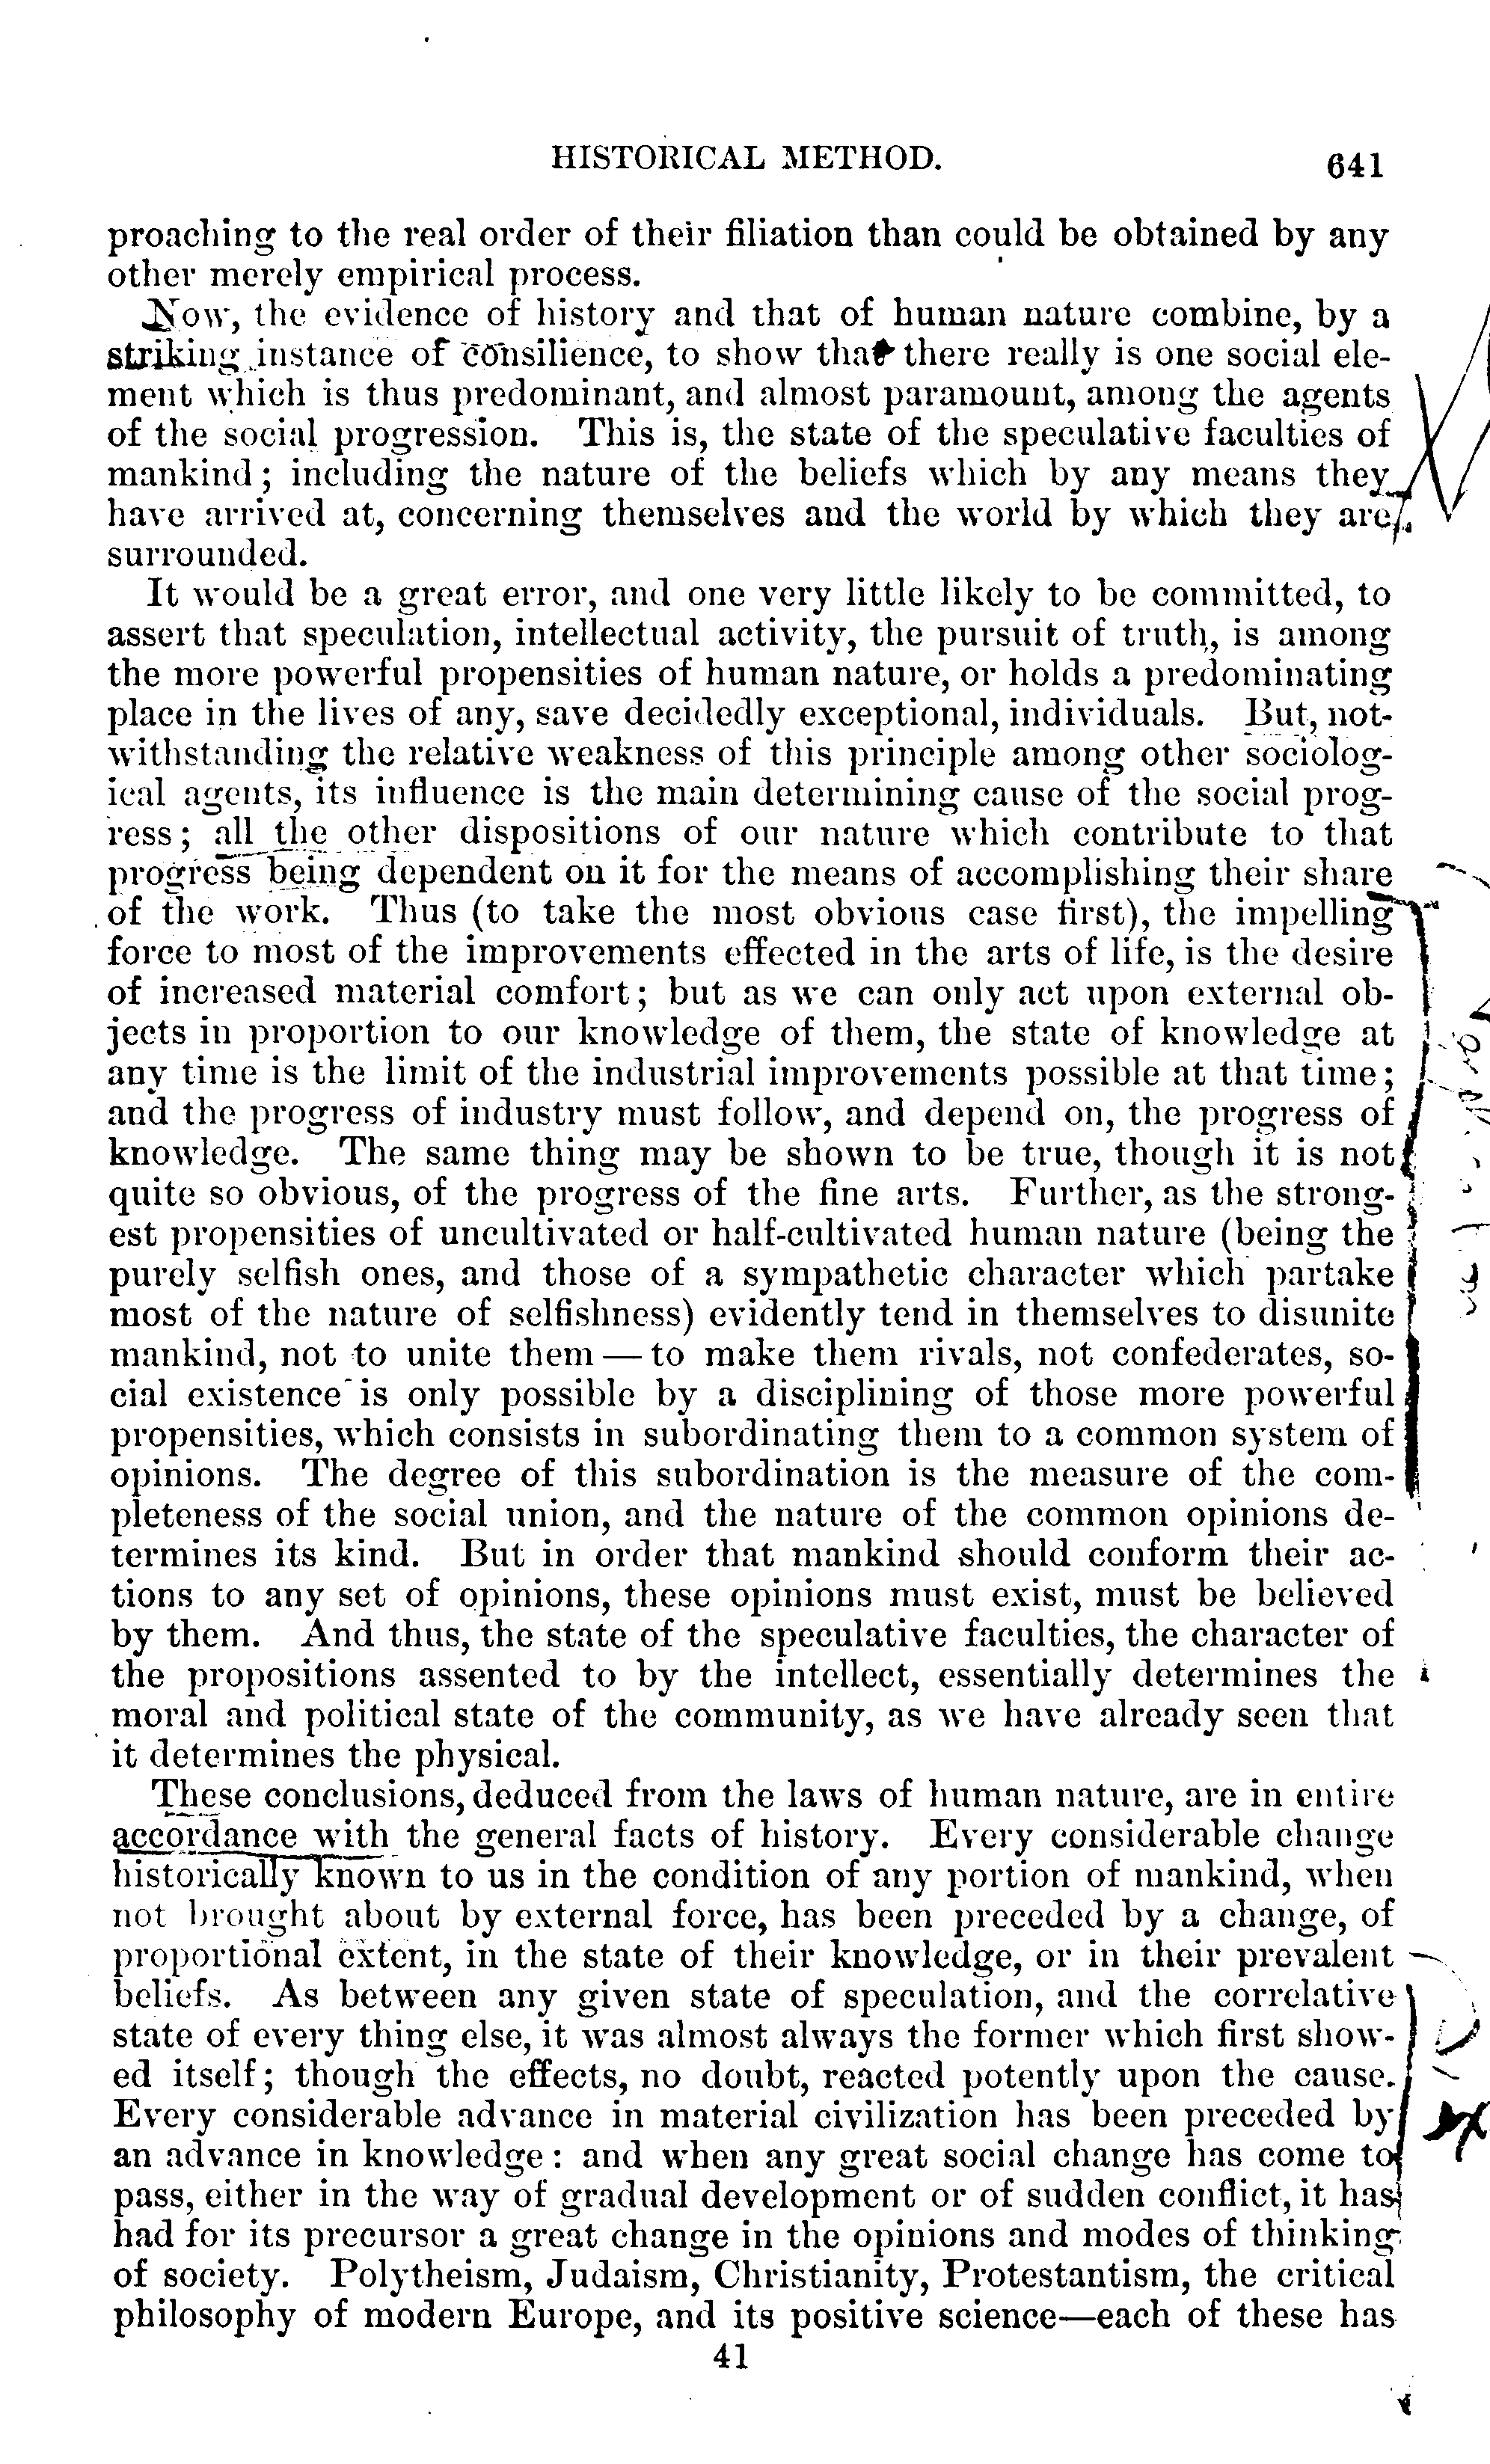 HISTORICAL METHOD. 641
proaching to the real order of their filiation than could be obtained by any
other merely empirical process.
Now, the evidence of history and that of human nature combine, by a
striking instance of consilience, to show that there really is one social ele-
ment which is thus predominant, and almost paramount, among the agents
of the social progression. This is, the state of the speculative faculties of
mankind; including the nature of the beliefs which by any means they
have arrived at, concerning themselves and the world by which they are
surrounded.
It would be a great error, and one very little likely to be committed, to
assert that speculation, intellectual activity, the pursuit of truth, is among
the more powerful propensities of human nature, or holds a predominating
place in the lives of any, save decidedly exceptional, individuals. But, not-
withstanding the relative weakness of this principle among other sociolog-
ical agents, its influence is the main determining cause of the social prog-
ress; all the other dispositions of our nature which contribute to that
progress being dependent on it for the means of accomplishing their share
of the work. Thus (to take the most obvious case first), the impelling
force to most of the improvements effected in the arts of life, is the desire
of increased material comfort; but as we can only act upon external ob-
jects in proportion to our knowledge of them, the state of knowledge at
any time is the limit of the industrial improvements possible at that time;
and the progress of industry must follow, and depend on, the progress of
knowledge. The same thing may be shown to be true, though it is not
quite so obvious, of the progress of the fine arts. Further, as the strong-
est propensities of uncultivated or half-cultivated human nature (being the
purely selfish ones, and those of a sympathetic character which partake
most of the nature of selfishness) evidently tend in themselves to disunite
mankind, not to unite them—to make them rivals, not confederates, so-
cial existence is only possible by a disciplining of those more powerful
propensities, which consists in subordinating them to a common system of
opinions. The degree of this subordination is the measure of the com-
pleteness of the social union, and the nature of the common opinions de-
termines its kind. But in order that mankind should conform their ac-
tions to any set of opinions, these opinions must exist, must be believed
by them. And thus, the state of the speculative faculties, the character of
the propositions assented to by the intellect, essentially determines the
moral and political state of the community, as we have already seen that
it determines the physical.
These conclusions, deduced from the laws of human nature, are in entire
accordance with the general facts of history. Every considerable change
historically known to us in the condition of any portion of mankind, when
not brought about by external force, has been preceded by a change, of
proportional extent, in the state of their knowledge, or in their prevalent
beliefs. As between any given state of speculation, and the correlative
state of every thing else, it was almost always the former which first show-
ed itself; though the effects, no doubt, reacted potently upon the cause.
Every considerable advance in material civilization has been preceded by
an advance in knowledge: and when any great social change has come to
pass, either in the way of gradual development or of sudden conflict, it has
had for its precursor a great change in the opinions and modes of thinking
of society. Polytheism, Judaism, Christianity, Protestantism, the critical
philosophy of modern Europe, and its positive science—each of these has
41